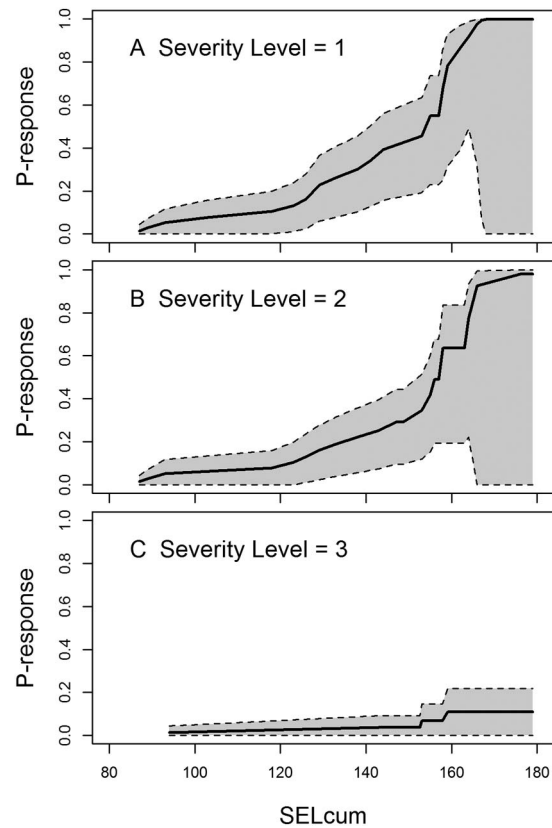 A Severity Level = 1
P-response
0.0 0.2 0.4 0.6 0.8 1.0
B Severity Level = 2
P-response
0.0 0.2 0.4 0.6 0.8 1.0
C Severity Level = 3
P-response
0.0 0.2 0.4 0.6 0.8 1.0
80 100 120 140 160 180
SELcum